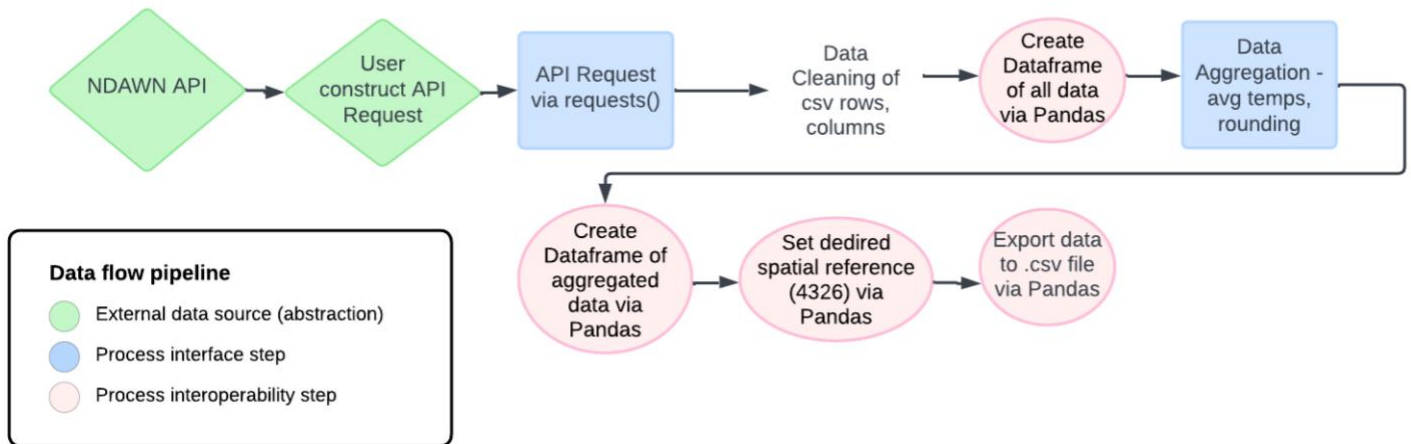 NDAWN API
User
construct API
Request
API Request
via requests()
Data
Cleaning of
csv rows,
columns
Create
Dataframe
of all data
via Pandas
Data
Aggregation -
avg temps,
rounding
Create
Dataframe of
aggregated
data via
Pandas
Set dedired
spatial reference
(4326) via
Pandas
Export data
to .csv file
via Pandas
Data flow pipeline
External data source (abstraction)
Process interface step
Process interoperability step